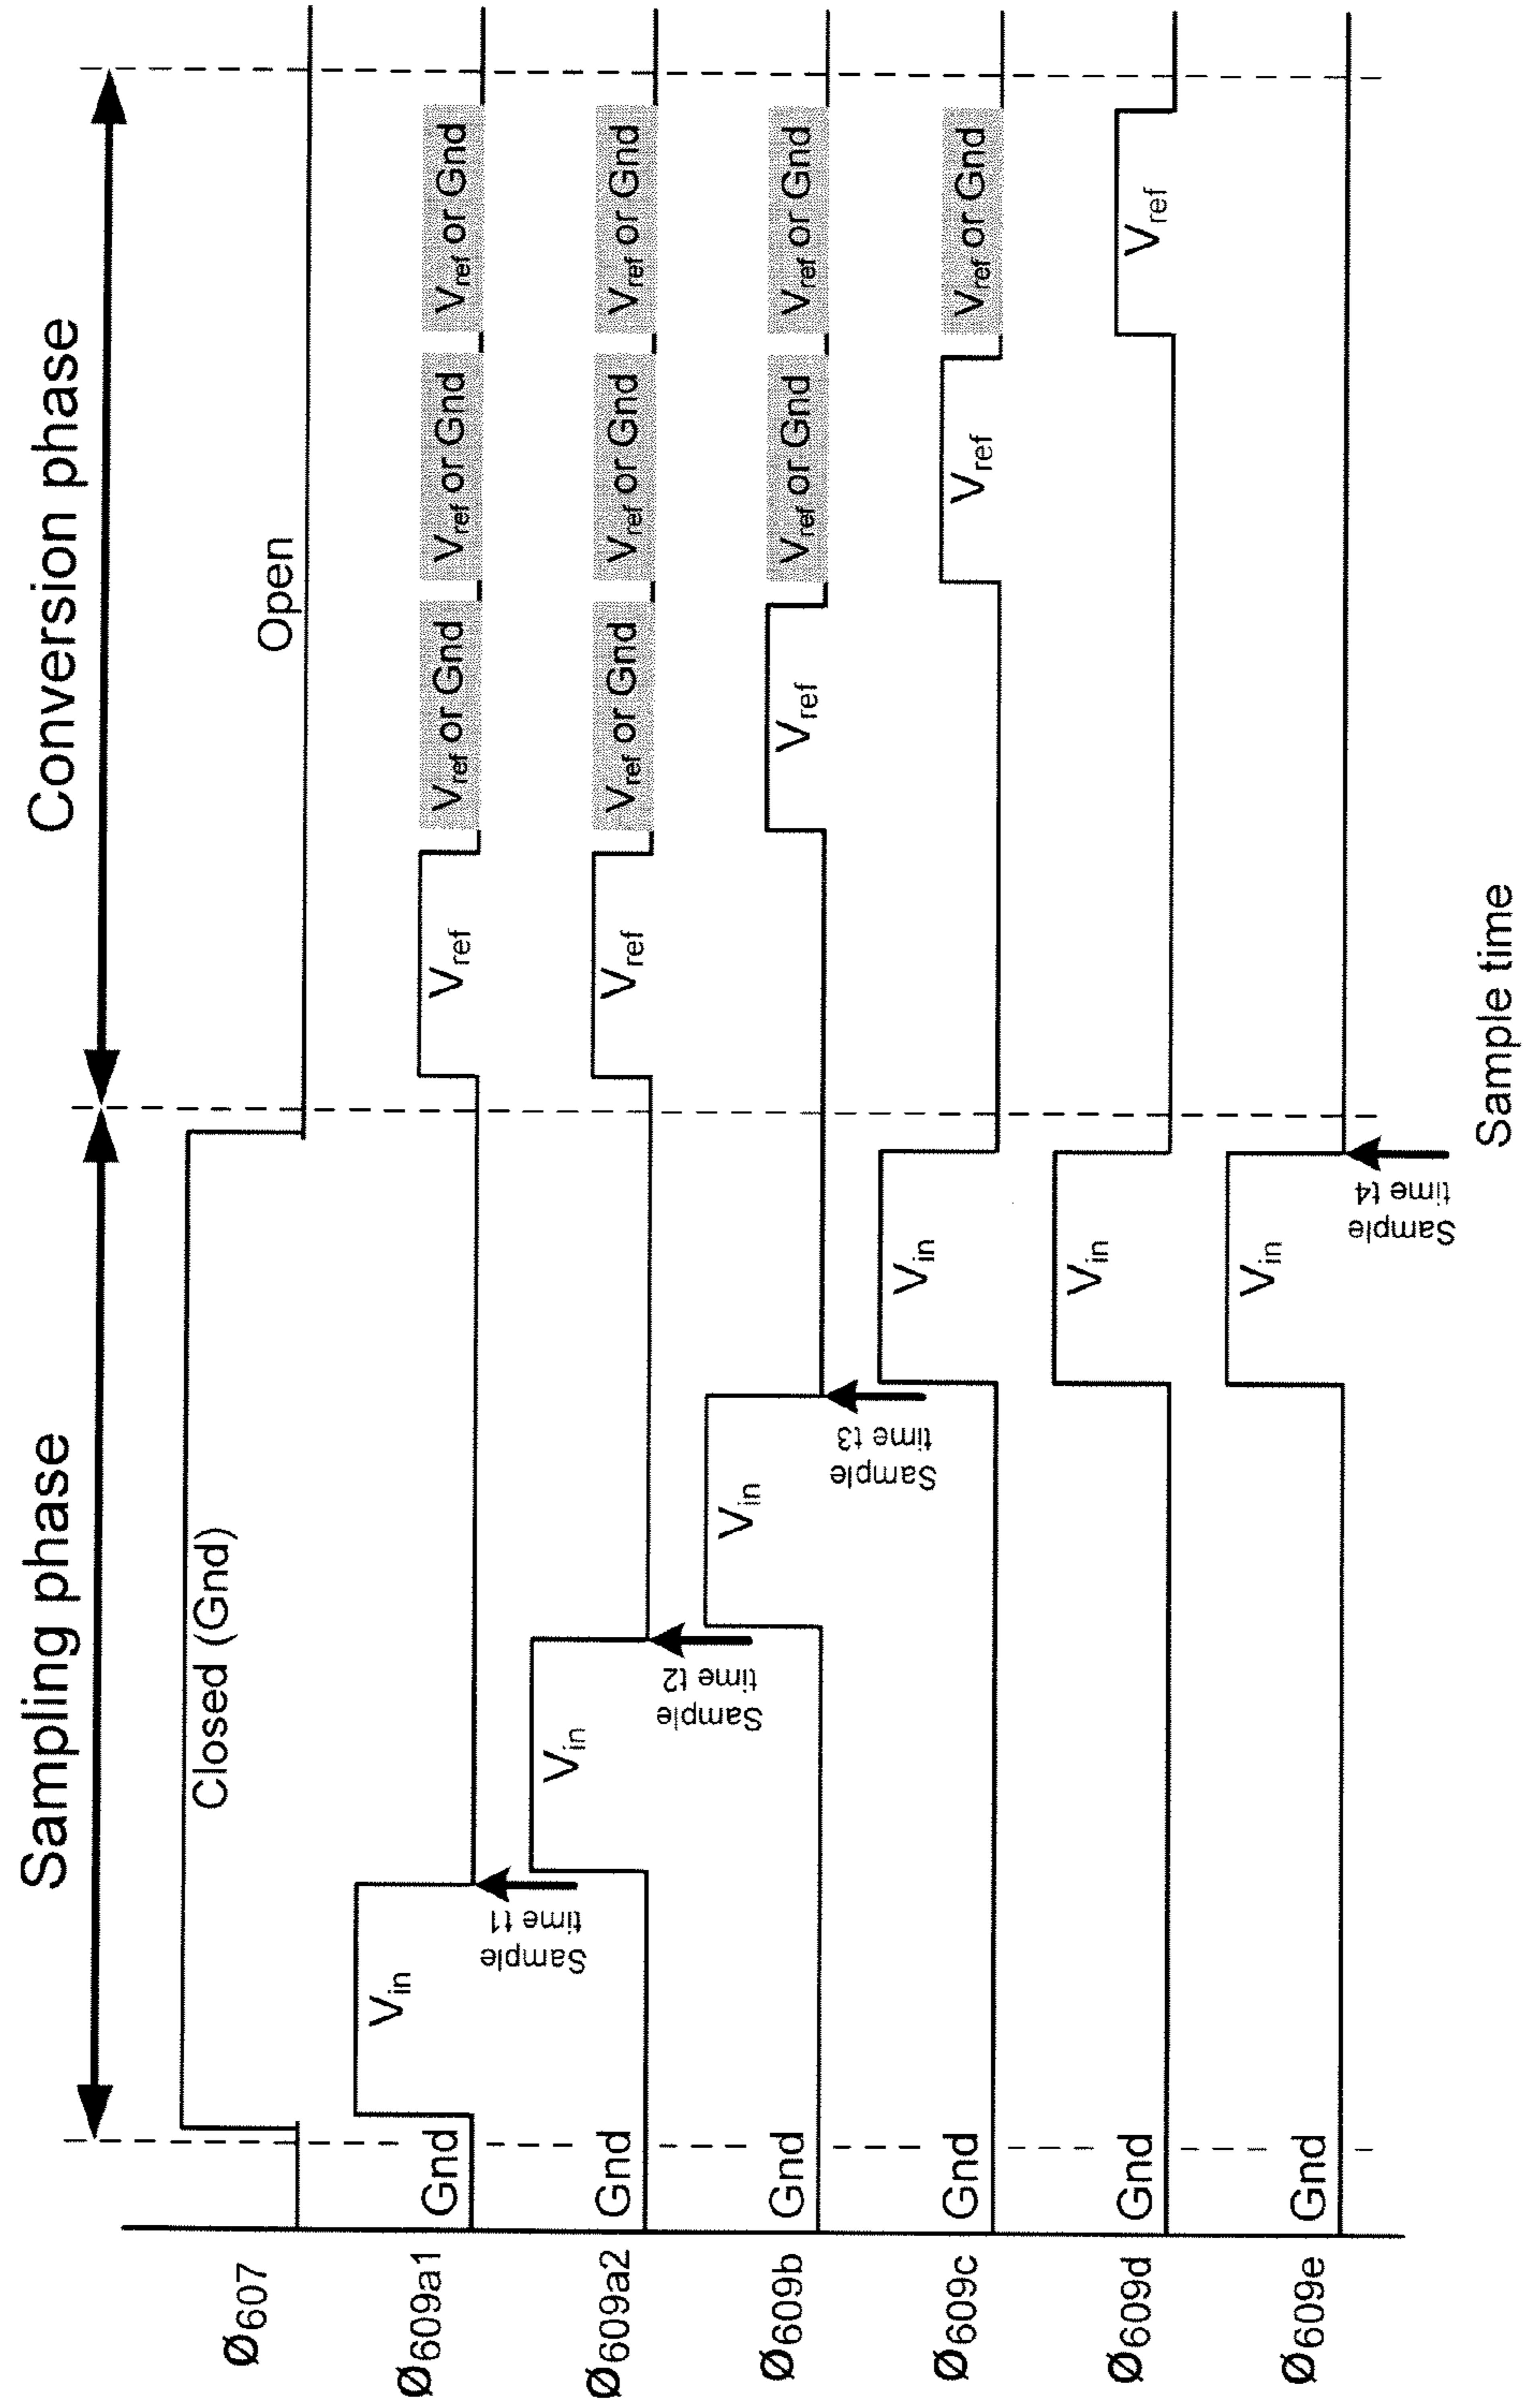 Sampling phase
Conversion phase
Ø607
Closed (Gnd)
Open
Ø609a1
Gnd
Vin
Sample
time t1
Vref
Vref or Gnd
Vref or Gnd
Vref or Gnd
Ø609a2
Gnd
Vin
Sample
time t2
Vref
Vref or Gnd
Vref or Gnd
Vref or Gnd
Ø609b
Gnd
Vin
Sample
time t3
Vref
Vref or Gnd
Vref or Gnd
Ø609c
Gnd
Vin
Vref
Vref or Gnd
Ø609d
Gnd
Vin
Vref
Ø609e
Gnd
Vin
Sample
time t4
Sample time